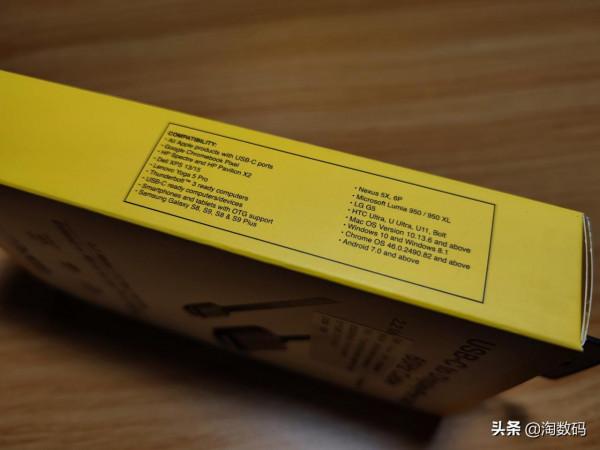 COMPATIBILITY:
- All Apple products with USB-C ports
- Google Chromebook Pixel
- HP Spectre and HP Pavilion X2
- Dell XPS 13/15
- Lenovo Yoga 5 Pro
- Thunderbolt™ 3 ready computers
- USB-C ready computers/devices
- Smartphones and tablets with OTG support
- Samsung Galaxy S8, S9, S8 & S9 Plus
- Nexus 5X, 6P
- Microsoft Lumia 950 / 950 XL
- LG G5
- HTC Ultra, U Ultra, U11, Bolt
- Mac OS Version 10.13.6 and above
- Windows 10 and Windows 8.1
- Chrome OS 46.0.2490.82 and above
- Android 7.0 and above
USB-C to
头条 @淘数码